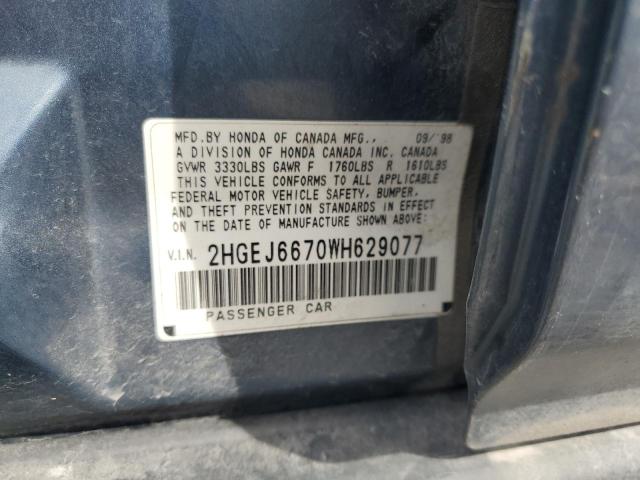 MFD.BY HONDA OF CANADA MFG., 09/'98
A DIVISION OF HONDA CANADA INC. CANADA
GVWR 3330LBS GAWR F 1760LBS R 1610LBS
THIS VEHICLE CONFORMS TO ALL APPLICABLE
FEDERAL MOTOR VEHICLE SAFETY, BUMPER,
AND THEFT PREVENTION STANDARDS IN EFFECT
ON THE DATE OF MANUFACTURE SHOWN ABOVE:
V.I.N. 2HGEJ6670WH629077
PASSENGER CAR